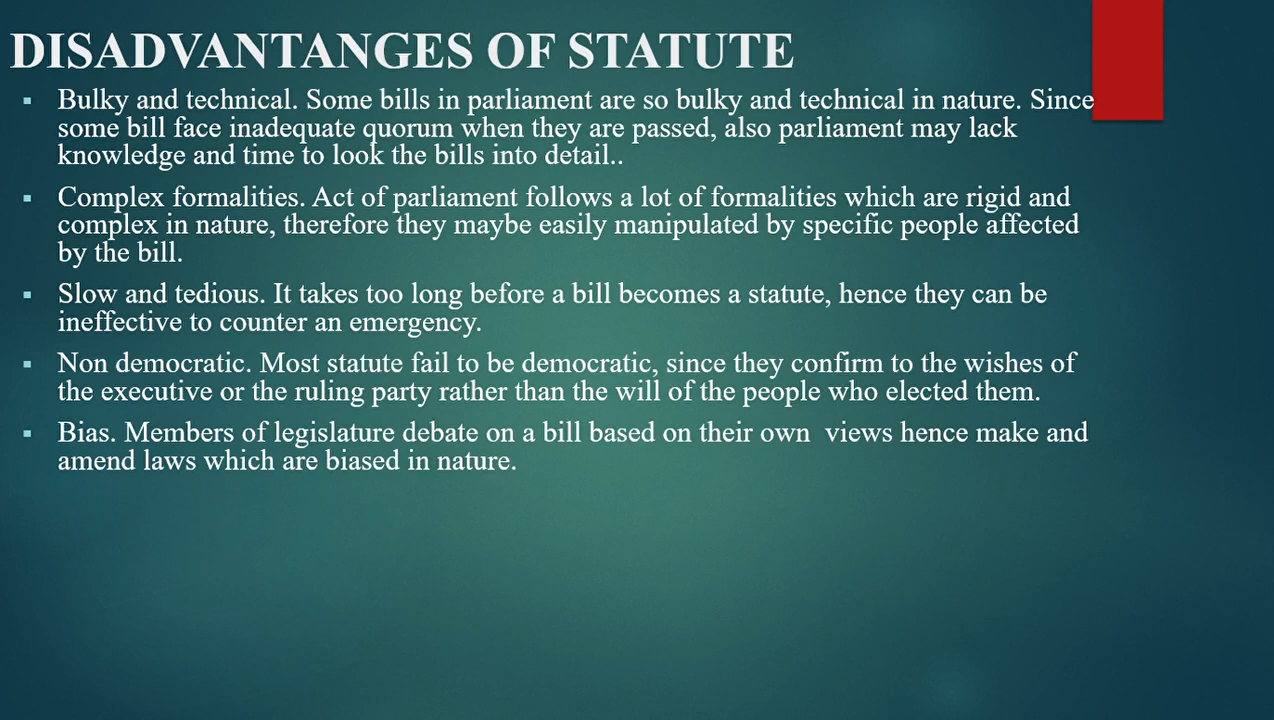 DISADVANTANGES OF STATUTE
▪ Bulky and technical. Some bills in parliament are so bulky and technical in nature. Since
some bill face inadequate quorum when they are passed, also parliament may lack
knowledge and time to look the bills into detail..
▪ Complex formalities. Act of parliament follows a lot of formalities which are rigid and
complex in nature, therefore they maybe easily manipulated by specific people affected
by the bill.
▪ Slow and tedious. It takes too long before a bill becomes a statute, hence they can be
ineffective to counter an emergency.
▪ Non democratic. Most statute fail to be democratic, since they confirm to the wishes of
the executive or the ruling party rather than the will of the people who elected them.
▪ Bias. Members of legislature debate on a bill based on their own  views hence make and
amend laws which are biased in nature.